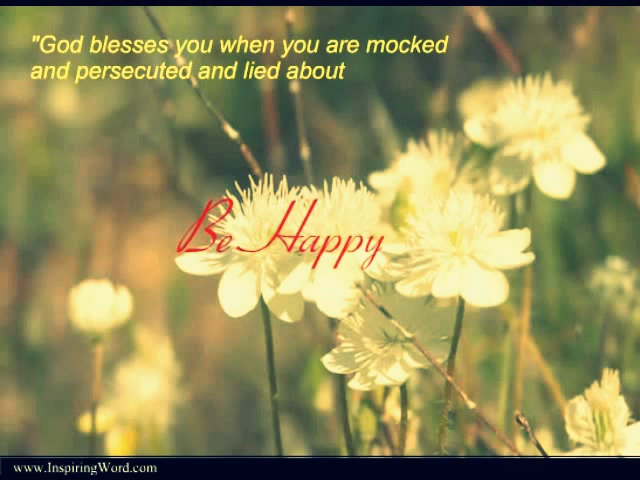 "God blesses you when you are mocked
and persecuted and lied about
Be Happy
www.InspiringWord.com